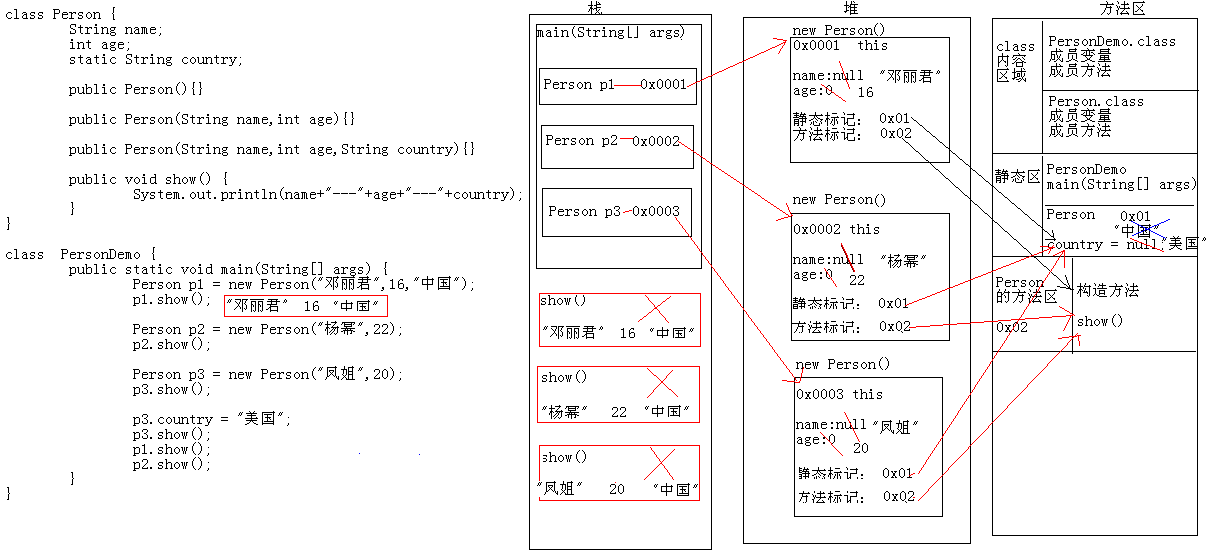 class Person {
String name;
int age;
static String country;
public Person(){}
public Person(String name,int age){}
public Person(String name,int age,String country){}
public void show() {
System.out.println(name+"---"+age+"---"+country);
}
}
class PersonDemo {
public static void main(String[] args) {
Person p1 = new Person("邓丽君",16,"中国");
p1.show();
"邓丽君" 16 "中国"
Person p2 = new Person("杨幂",22);
p2.show();
Person p3 = new Person("凤姐",20);
p3.show();
p3.country = "美国";
p3.show();
p1.show();
p2.show();
}
}
栈
main(String[] args)
Person p1 0x0001
Person p2 0x0002
Person p3 0x0003
show()
"邓丽君" 16 "中国"
show()
"杨幂" 22 "中国"
show()
"凤姐" 20 "中国"
堆
new Person()
0x0001 this
name:null "邓丽君"
age:0 16
静态标记: 0x01
方法标记: 0x02
new Person()
0x0002 this
name:null "杨幂"
age:0 22
静态标记: 0x01
方法标记: 0x02
new Person()
0x0003 this
name:null "凤姐"
age:0 20
静态标记: 0x01
方法标记: 0x02
方法区
class
内容
区域
PersonDemo.class
成员变量
成员方法
Person.class
成员变量
成员方法
静态区
PersonDemo
main(String[] args)
Person 0x01
"中国"
country = null "美国"
Person
的方法区
0x02
构造方法
show()